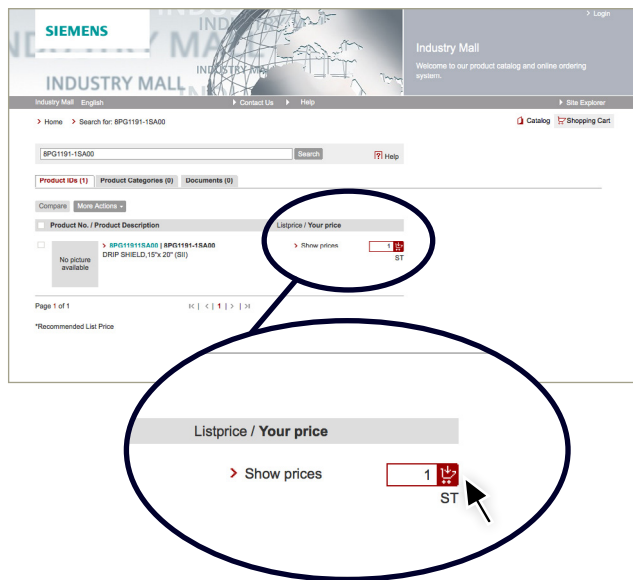 > Login
SIEMENS
INDUSTRY MALL
Industry Mall
Welcome to our product catalog and online ordering
system.
Industry Mall English Contact Us Help Site Explorer
> Home > Search for: 8PG1191-1SA00 Catalog Shopping Cart
8PG1191-1SA00 Search ? Help
Product IDs (1) Product Categories (0) Documents (0)
Compare More Actions
Product No. / Product Description Listprice / Your price
> 8PG11911SA00 | 8PG1191-1SA00 > Show prices 1
DRIP SHIELD,15"x 20" (SII) ST
No picture
available
Page 1 of 1 |< | < | 1 | > | >|
*Recommended List Price
Listprice / Your price
> Show prices 1
ST